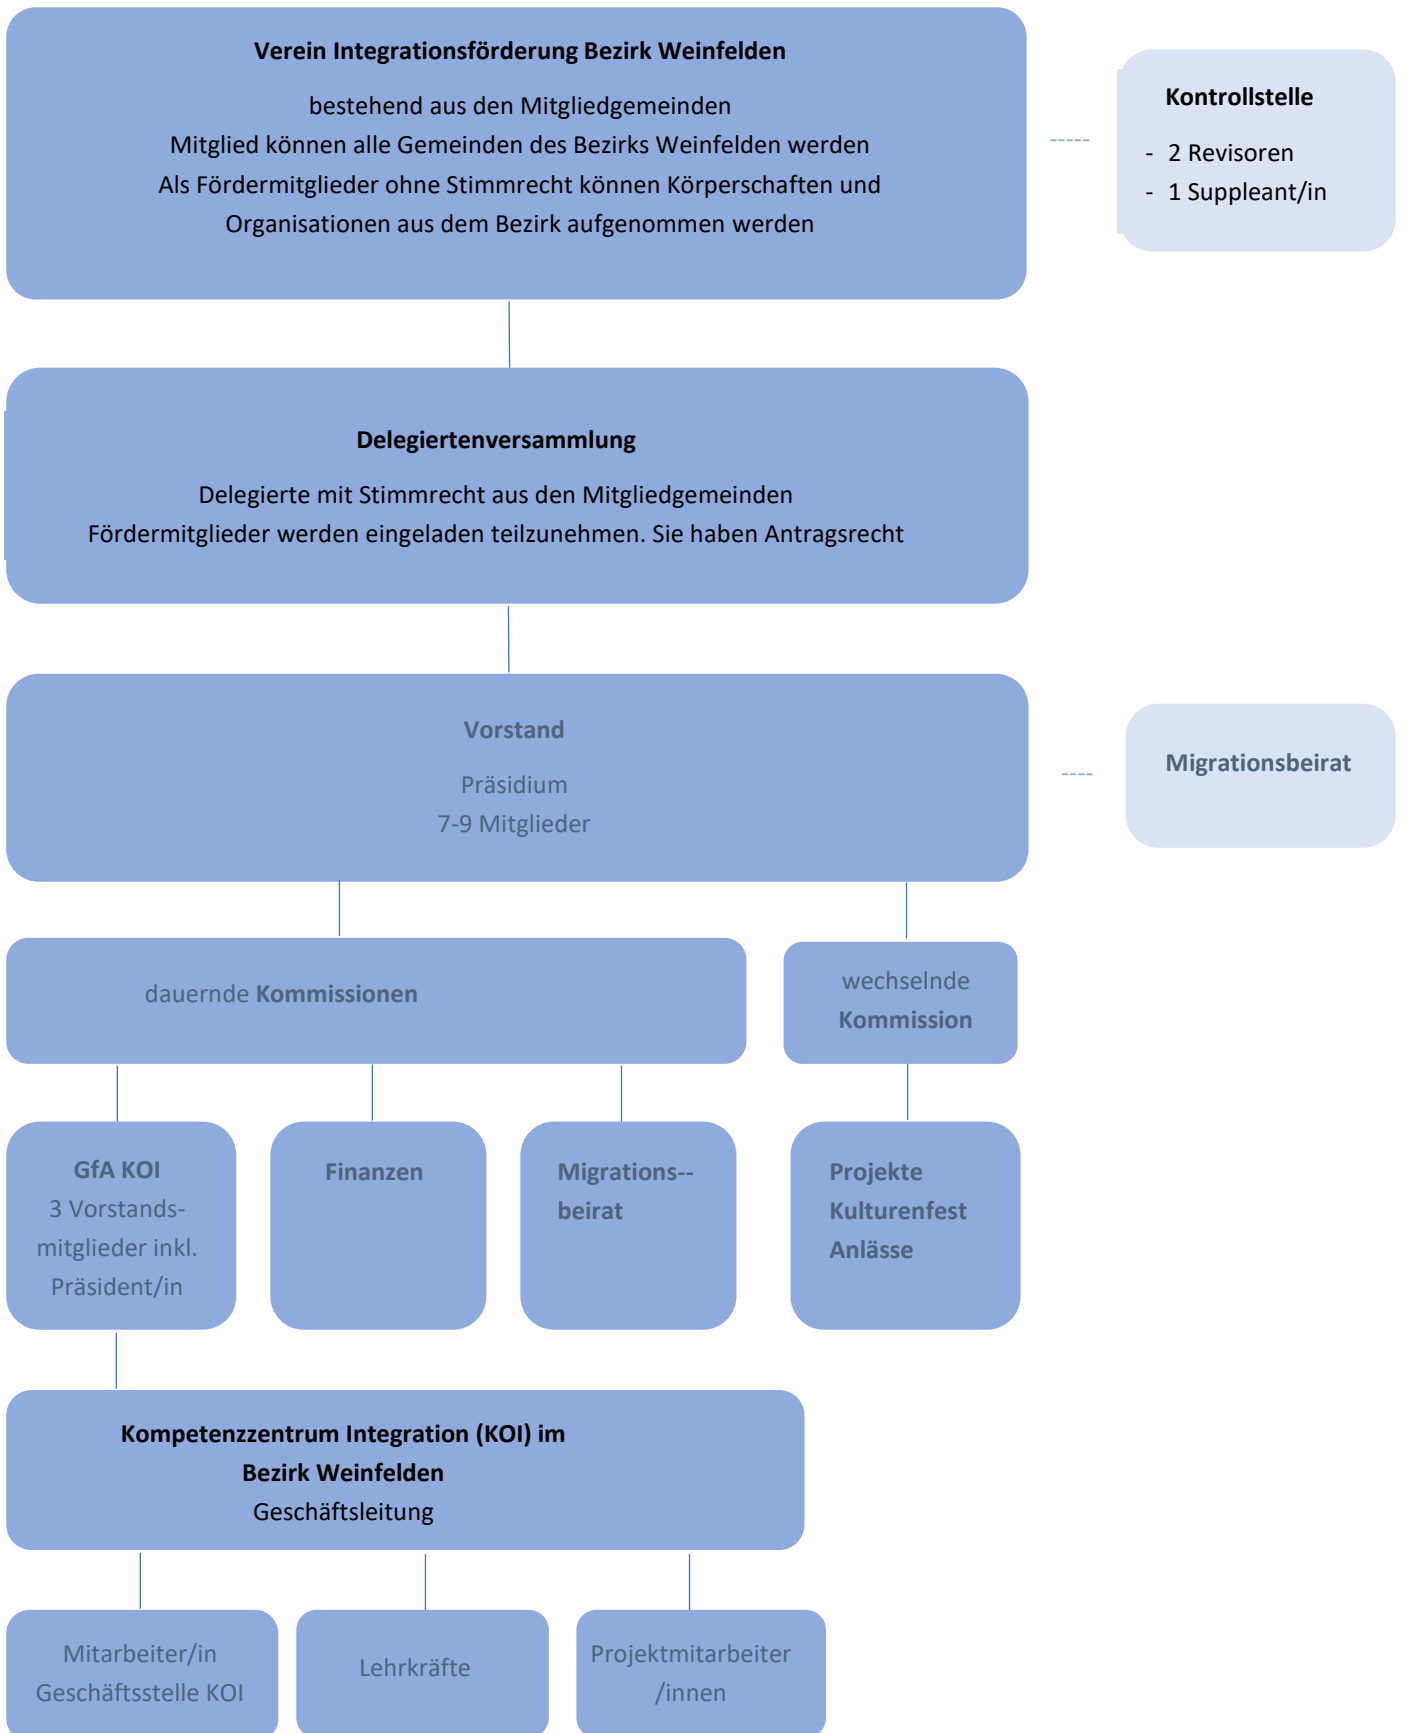 Verein Integrationsförderung Bezirk Weinfelden
bestehend aus den Mitgliedgemeinden
Mitglied können alle Gemeinden des Bezirks Weinfelden werden
Als Fördermitglieder ohne Stimmrecht können Körperschaften und
Organisationen aus dem Bezirk aufgenommen werden
Kontrollstelle
- 2 Revisoren
- 1 Suppleant/in
Delegiertenversammlung
Delegierte mit Stimmrecht aus den Mitgliedgemeinden
Fördermitglieder werden eingeladen teilzunehmen. Sie haben Antragsrecht
Vorstand
Präsidium
7-9 Mitglieder
Migrationsbeirat
dauernde Kommissionen
wechselnde
Kommission
GfA KOI
3 Vorstands-
mitglieder inkl.
Präsident/in
Finanzen
Migrations--
beirat
Projekte
Kulturenfest
Anlässe
Kompetenzzentrum Integration (KOI) im
Bezirk Weinfelden
Geschäftsleitung
Mitarbeiter/in
Geschäftsstelle KOI
Lehrkräfte
Projektmitarbeiter
/innen